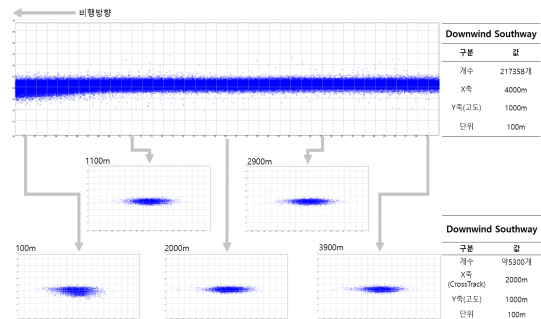 비행방향
Downwind Southway
구분 값
개수 217358개
X축 4000m
Y축(고도) 1000m
단위 100m
1100m
2900m
100m
2000m
3900m
Downwind Southway
구분 값
개수 약5300개
X축
(CrossTrack) 2000m
Y축(고도) 1000m
단위 100m